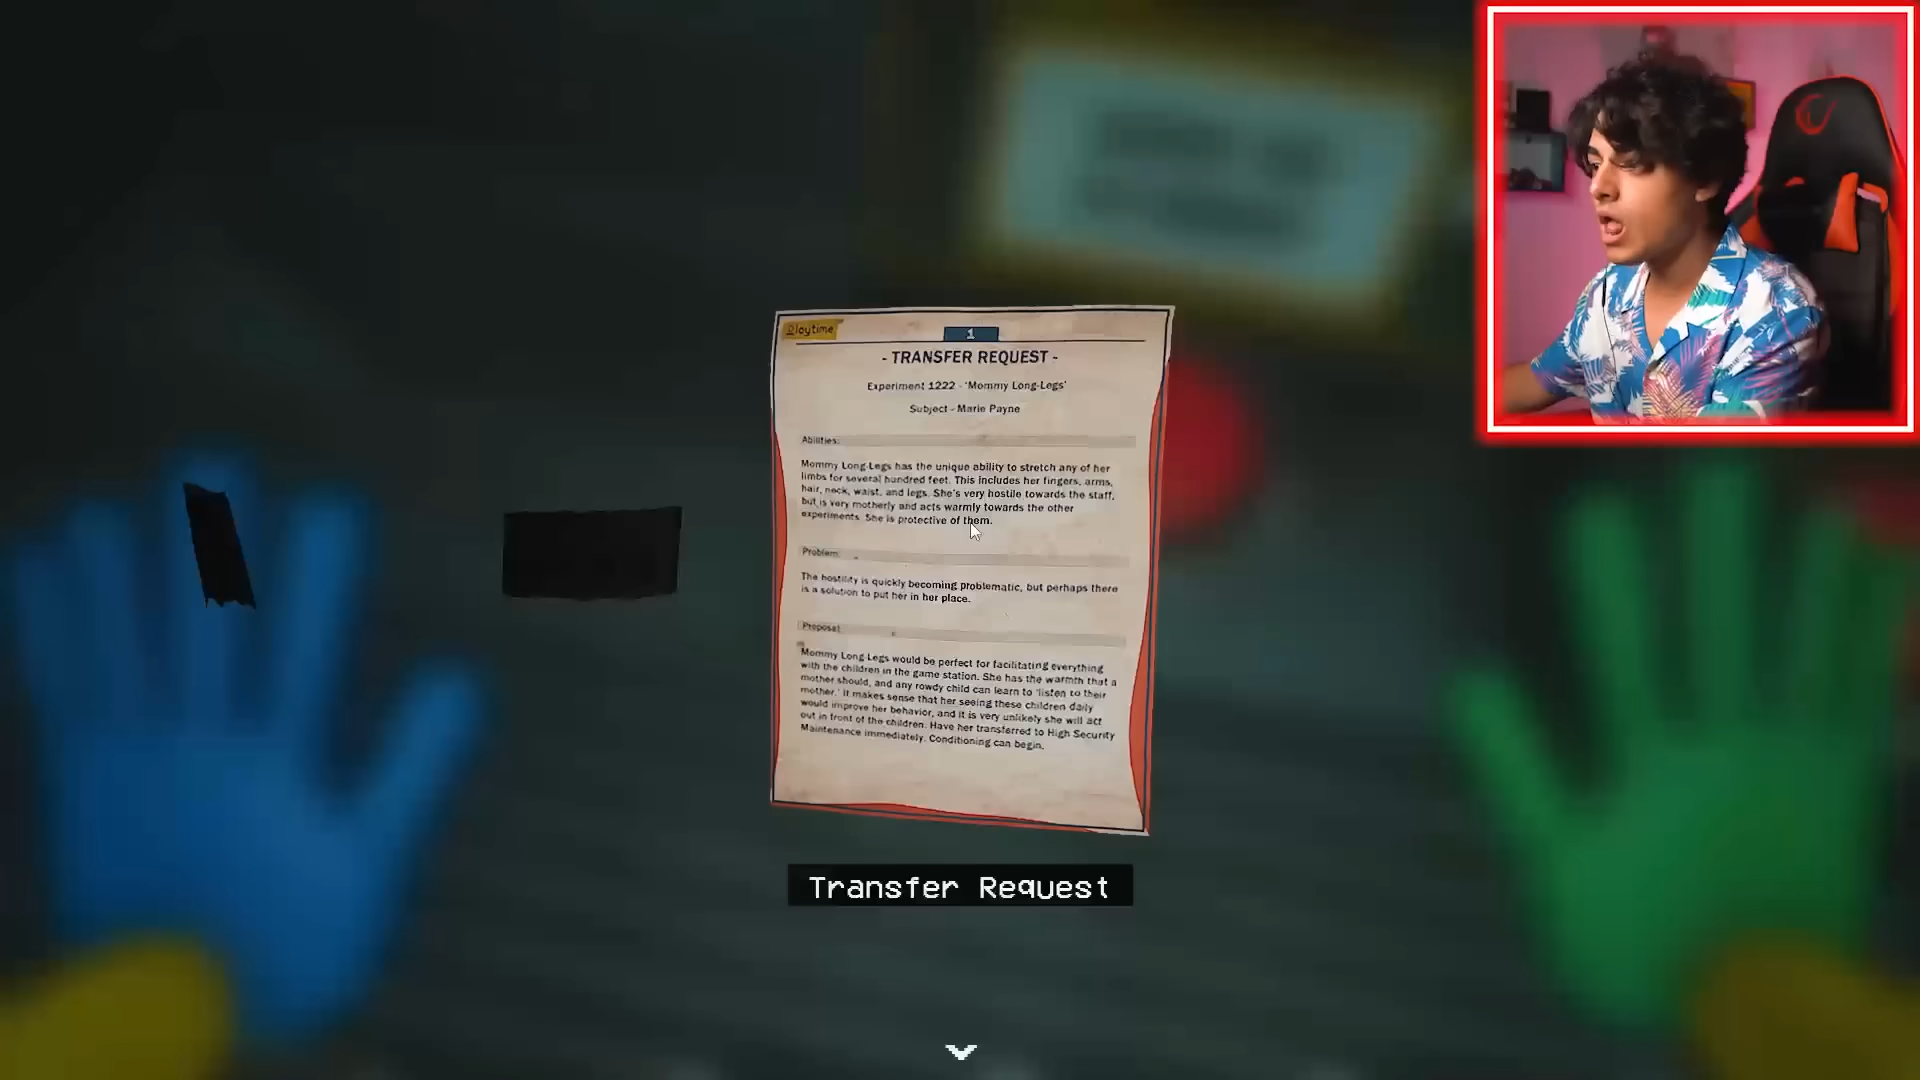 Playtime
1
- TRANSFER REQUEST -
Experiment 1222 - 'Mommy Long-Legs'
Subject - Marie Payne
Abilities:
Mommy Long-Legs has the unique ability to stretch any of her
limbs for several hundred feet. This includes her fingers, arms,
hair, neck, waist, and legs. She's very hostile towards the staff,
but is very motherly and acts warmly towards the other
experiments. She is protective of them.
Problem:
The hostility is quickly becoming problematic, but perhaps there
is a solution to put her in her place.
Proposal:
Mommy Long-Legs would be perfect for facilitating everything
with the children in the game station. She has the warmth that a
mother should, and any rowdy child can learn to 'listen to their
mother.' It makes sense that her seeing these children daily
would improve her behavior, and it is very unlikely she will act
out in front of the children. Have her transferred to High Security
Maintenance immediately. Conditioning can begin.
Transfer Request